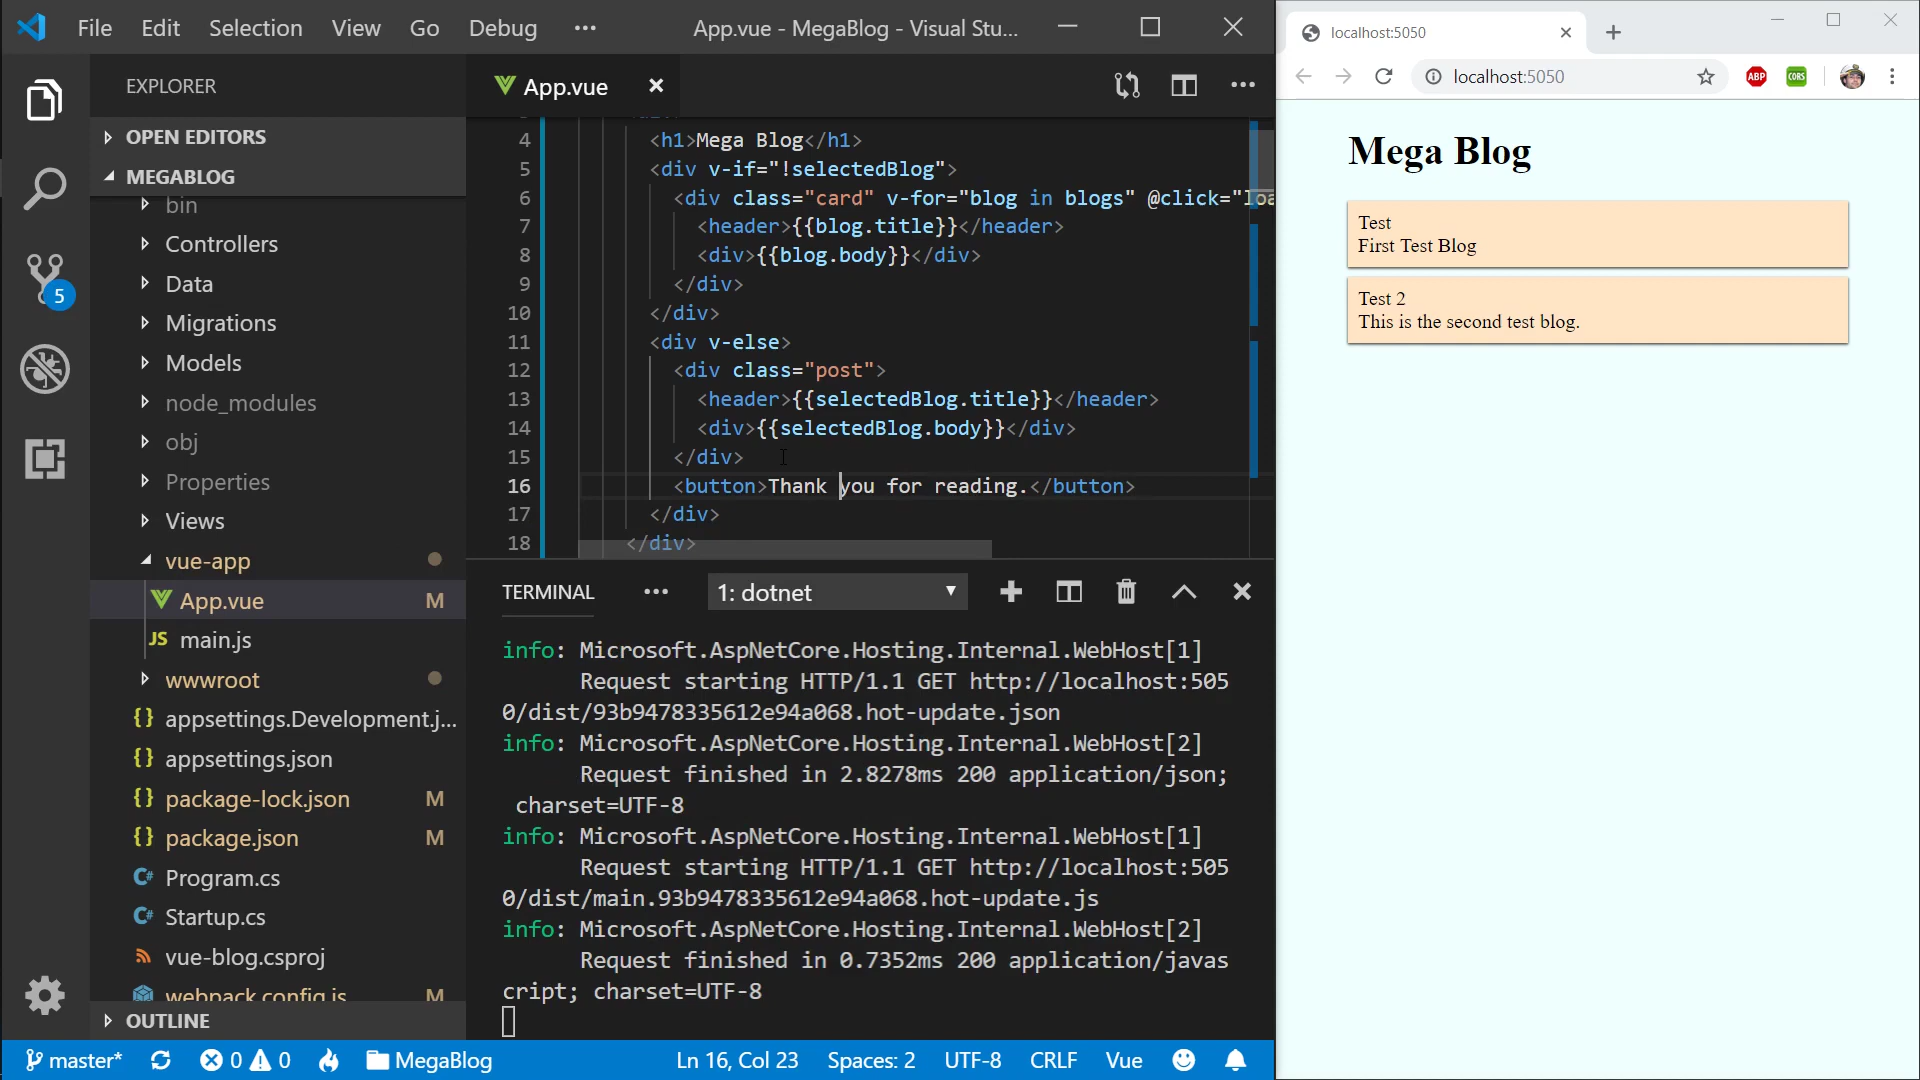 File Edit Selection View Go Debug ··· App.vue - MegaBlog - Visual Stu...
EXPLORER
OPEN EDITORS
MEGABLOG
bin
Controllers
Data
Migrations
Models
node_modules
obj
Properties
Views
vue-app
App.vue M
JS main.js
wwwroot
{} appsettings.Development.j...
{} appsettings.json
{} package-lock.json M
{} package.json M
C# Program.cs
C# Startup.cs
vue-blog.csproj
webpack.config.js M
OUTLINE
5
App.vue
4 <h1>Mega Blog</h1>
5 <div v-if="!selectedBlog">
6 <div class="card" v-for="blog in blogs" @click="loa
7 <header>{{blog.title}}</header>
8 <div>{{blog.body}}</div>
9 </div>
10 </div>
11 <div v-else>
12 <div class="post">
13 <header>{{selectedBlog.title}}</header>
14 <div>{{selectedBlog.body}}</div>
15 </div>
16 <button>Thank you for reading.</button>
17 </div>
18 </div>
TERMINAL ··· 1: dotnet
info: Microsoft.AspNetCore.Hosting.Internal.WebHost[1]
Request starting HTTP/1.1 GET http://localhost:505
0/dist/93b9478335612e94a068.hot-update.json
info: Microsoft.AspNetCore.Hosting.Internal.WebHost[2]
Request finished in 2.8278ms 200 application/json;
charset=UTF-8
info: Microsoft.AspNetCore.Hosting.Internal.WebHost[1]
Request starting HTTP/1.1 GET http://localhost:505
0/dist/main.93b9478335612e94a068.hot-update.js
info: Microsoft.AspNetCore.Hosting.Internal.WebHost[2]
Request finished in 0.7352ms 200 application/javas
cript; charset=UTF-8
master* 0 0 MegaBlog Ln 16, Col 23 Spaces: 2 UTF-8 CRLF Vue
localhost:5050
localhost:5050 ABP CORS
Mega Blog
Test
First Test Blog
Test 2
This is the second test blog.